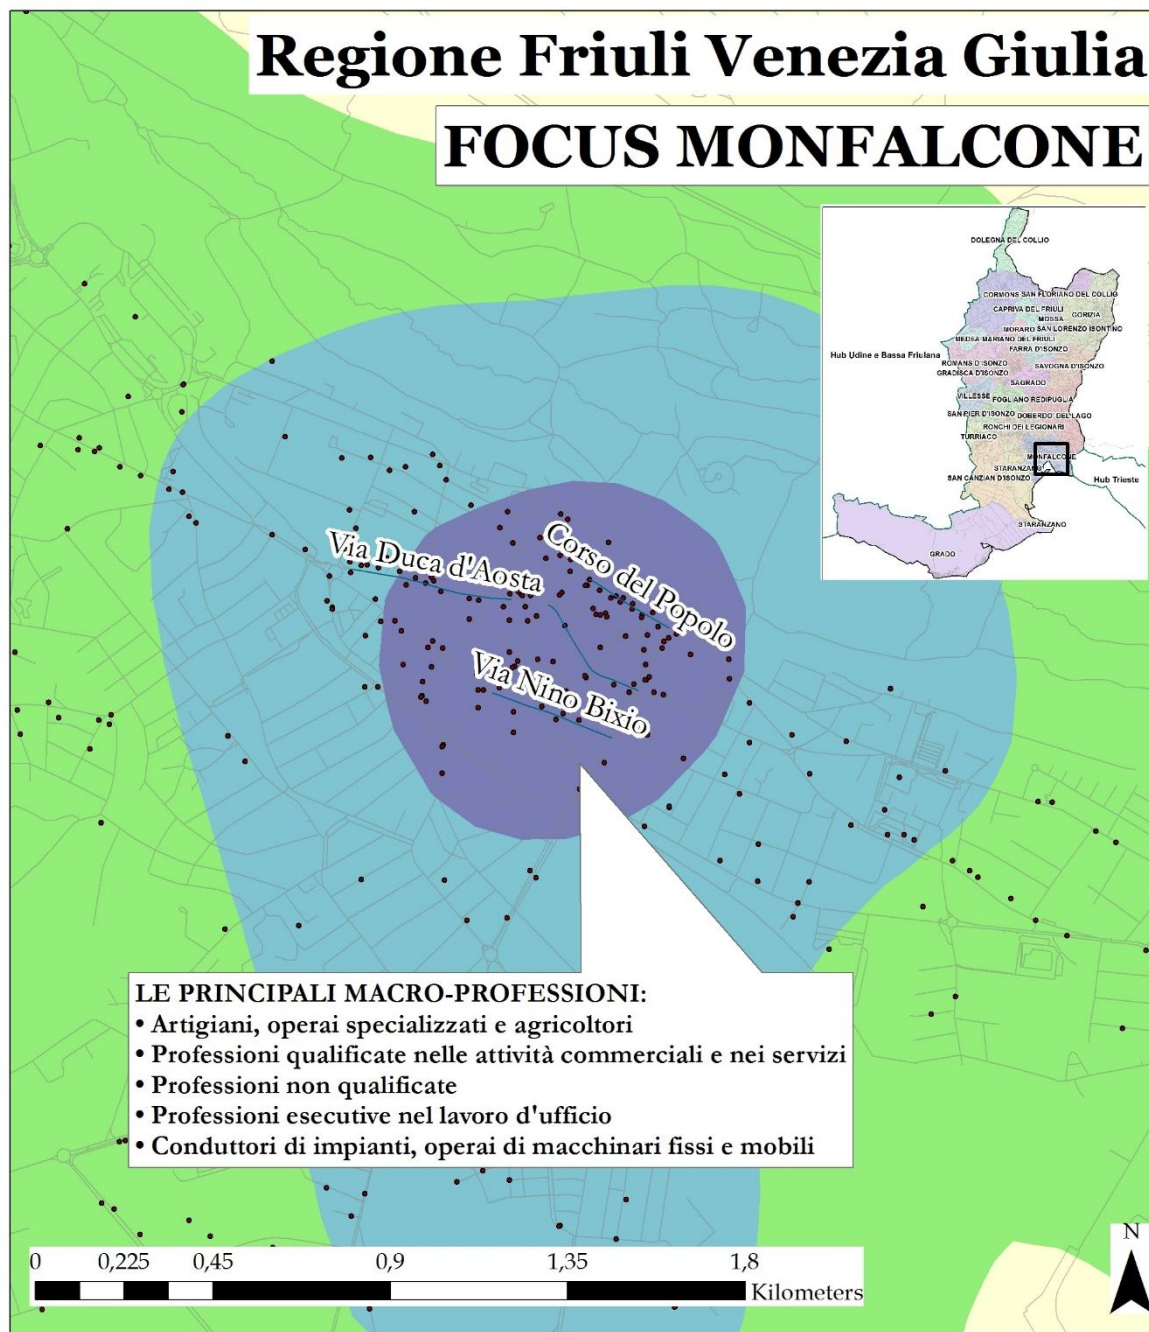 Regione Friuli Venezia Giulia
FOCUS MONFALCONE
DOLEGNA DEL COLLIO
CORMONS SAN FLORIANO DEL COLLIO
CAPRIVA DEL FRIULI
GORIZIA
MOSSA
MORARO SAN LORENZO ISONTINO
MEDEA MARIANO DEL FRIULI
FARRA D'ISONZO
Hub Udine e Bassa Friulana
ROMANS D'ISONZO
SAVOGNA D'ISONZO
GRADISCA D'ISONZO
SAGRADO
VILLESSE
FOGLIANO REDIPUGLIA
SAN PIER D'ISONZO
DOBERDO' DEL LAGO
RONCHI DEI LEGIONARI
TURRIACO
MONFALCONE
STARANZANO
SAN CANZIAN D'ISONZO
Hub Trieste
STARANZANO
GRADO
Via Duca d'Aosta
Corso del Popolo
Via Nino Bixio
LE PRINCIPALI MACRO-PROFESSIONI:
• Artigiani, operai specializzati e agricoltori
• Professioni qualificate nelle attività commerciali e nei servizi
• Professioni non qualificate
• Professioni esecutive nel lavoro d'ufficio
• Conduttori di impianti, operai di macchinari fissi e mobili
0 0,225 0,45 0,9 1,35 1,8
Kilometers
N